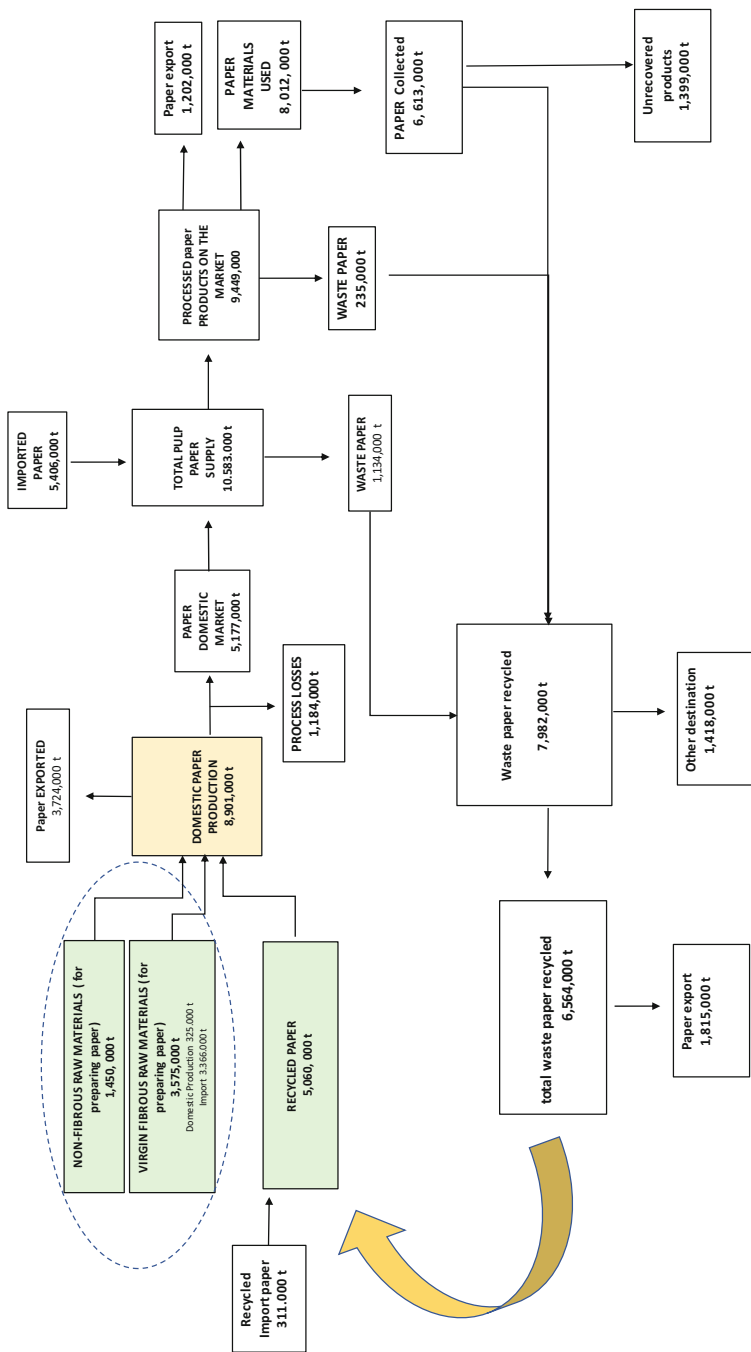 NON-FIBROUS RAW MATERIALS ( for
preparing paper)
1,450, 000 t
VIRGIN FIBROUS RAW MATERIALS (for
preparing paper)
3,575,000 t
Domestic Production 325.000 t
Import 3.366.000 t
RECYCLED PAPER
5,060, 000 t
Recycled
Import paper
311.000 t
Paper EXPORTED
3,724,000 t
DOMESTIC PAPER
PRODUCTION
8,901,000 t
PROCESS LOSSES
1,184,000 t
PAPER
DOMESTIC
MARKET
5,177,000 t
IMPORTED
PAPER
5,406,000 t
TOTAL PULP
PAPER
SUPPLY
10.583.000 t
WASTE PAPER
1,134,000 t
PROCESSED paper
PRODUCTS ON THE
MARKET
9,449,000
WASTE PAPER
235,000 t
Paper export
1,202,000 t
PAPER
MATERIALS
USED
8,012, 000 t
PAPER Collected
6, 613,000 t
Unrecovered
products
1,399,000 t
Waste paper recycled
7,982,000 t
Other destination
1,418,000 t
total waste paper recycled
6,564,000 t
Paper export
1,815,000 t